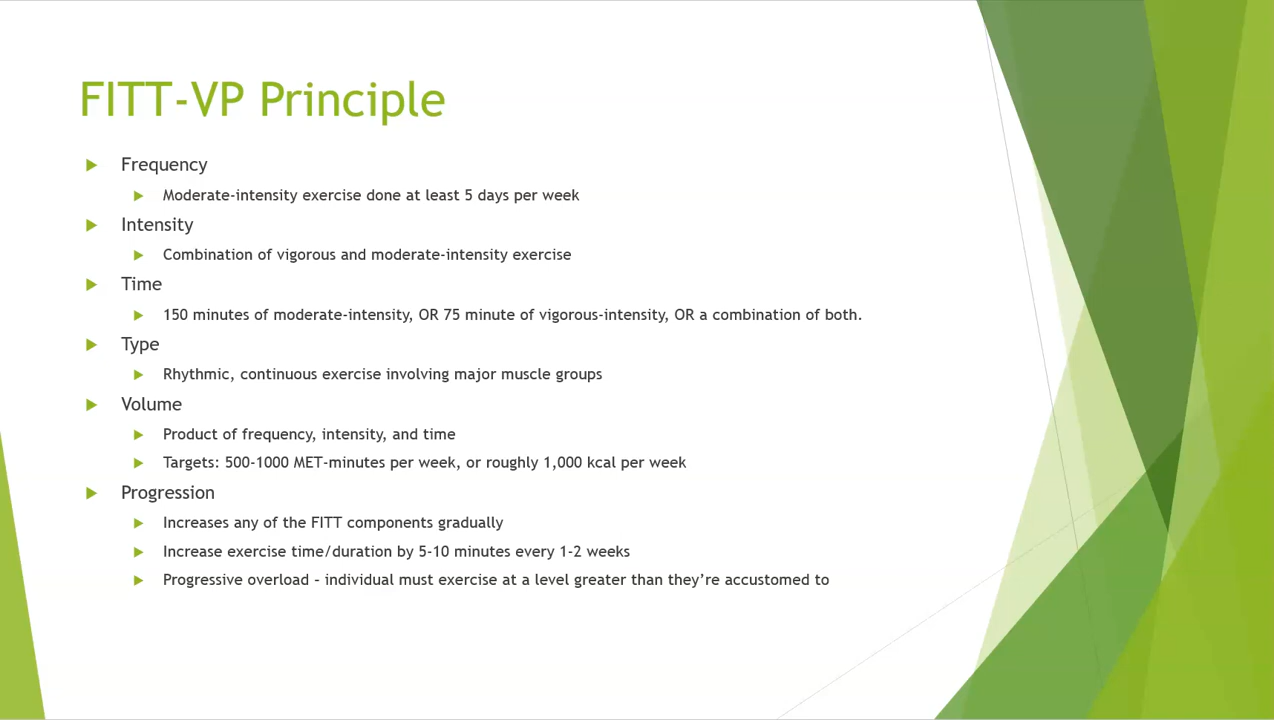 FITT-VP Principle
Frequency
Moderate-intensity exercise done at least 5 days per week
Intensity
Combination of vigorous and moderate-intensity exercise
Time
150 minutes of moderate-intensity, OR 75 minute of vigorous-intensity, OR a combination of both.
Type
Rhythmic, continuous exercise involving major muscle groups
Volume
Product of frequency, intensity, and time
Targets: 500-1000 MET-minutes per week, or roughly 1,000 kcal per week
Progression
Increases any of the FITT components gradually
Increase exercise time/duration by 5-10 minutes every 1-2 weeks
Progressive overload – individual must exercise at a level greater than they’re accustomed to